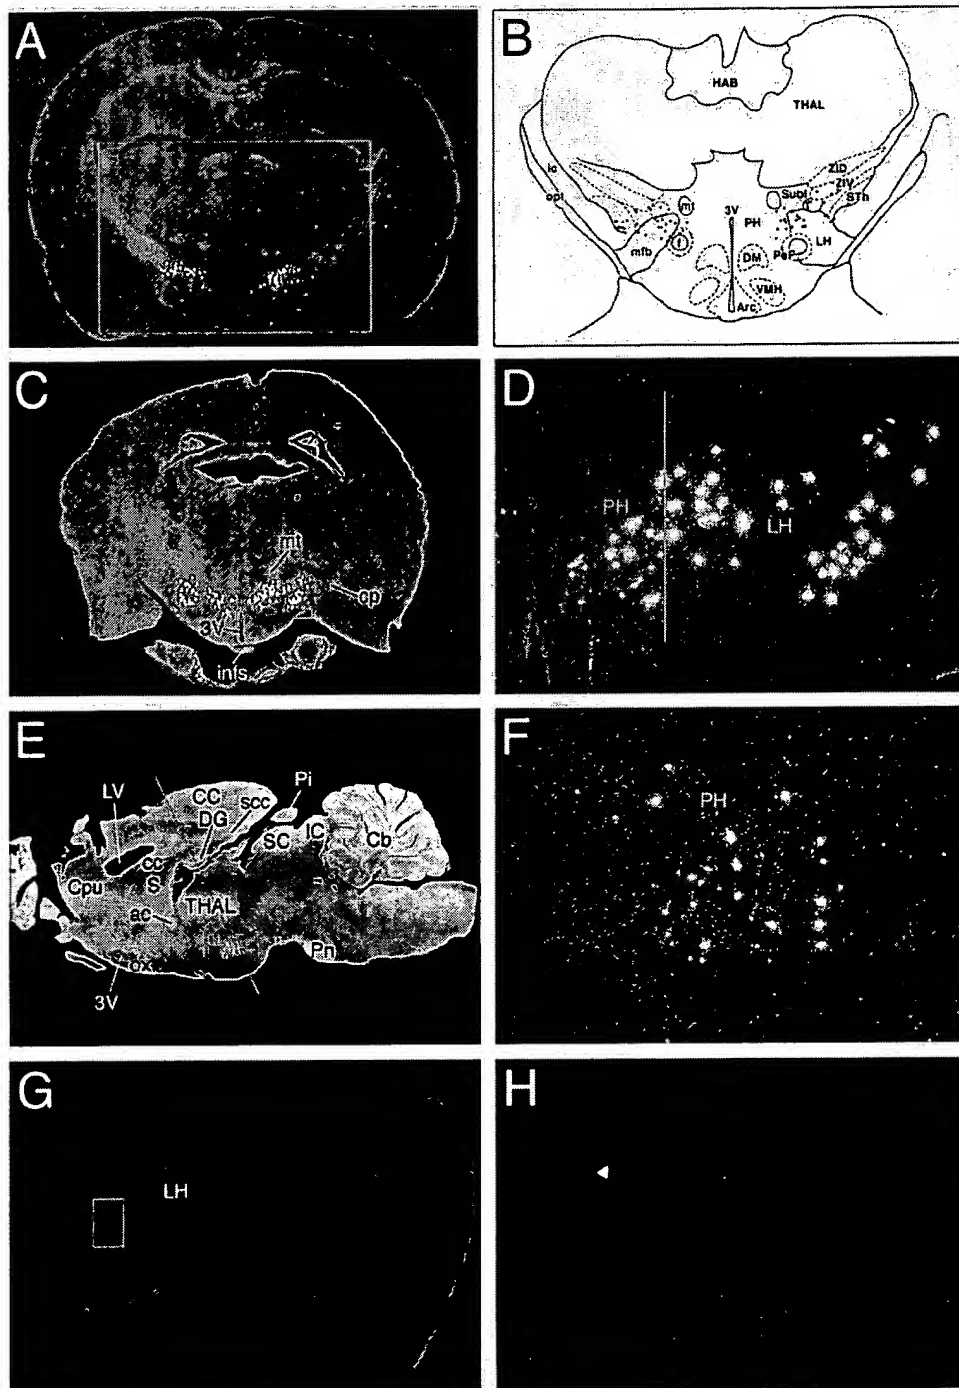 A
B
HAB
THAL
ic
opt
ZID
ZIV
STh
SubI
mt
3V
PH
LH
mfb
f
PeF
DM
VMH
Arc
C
mt
cp
3V
infs
D
PH
LH
E
LV
CC
DG
scc
Pi
SC
IC
Cb
cc
Cpu
S
THAL
ac
Pn
ox
3V
F
PH
G
LH
H